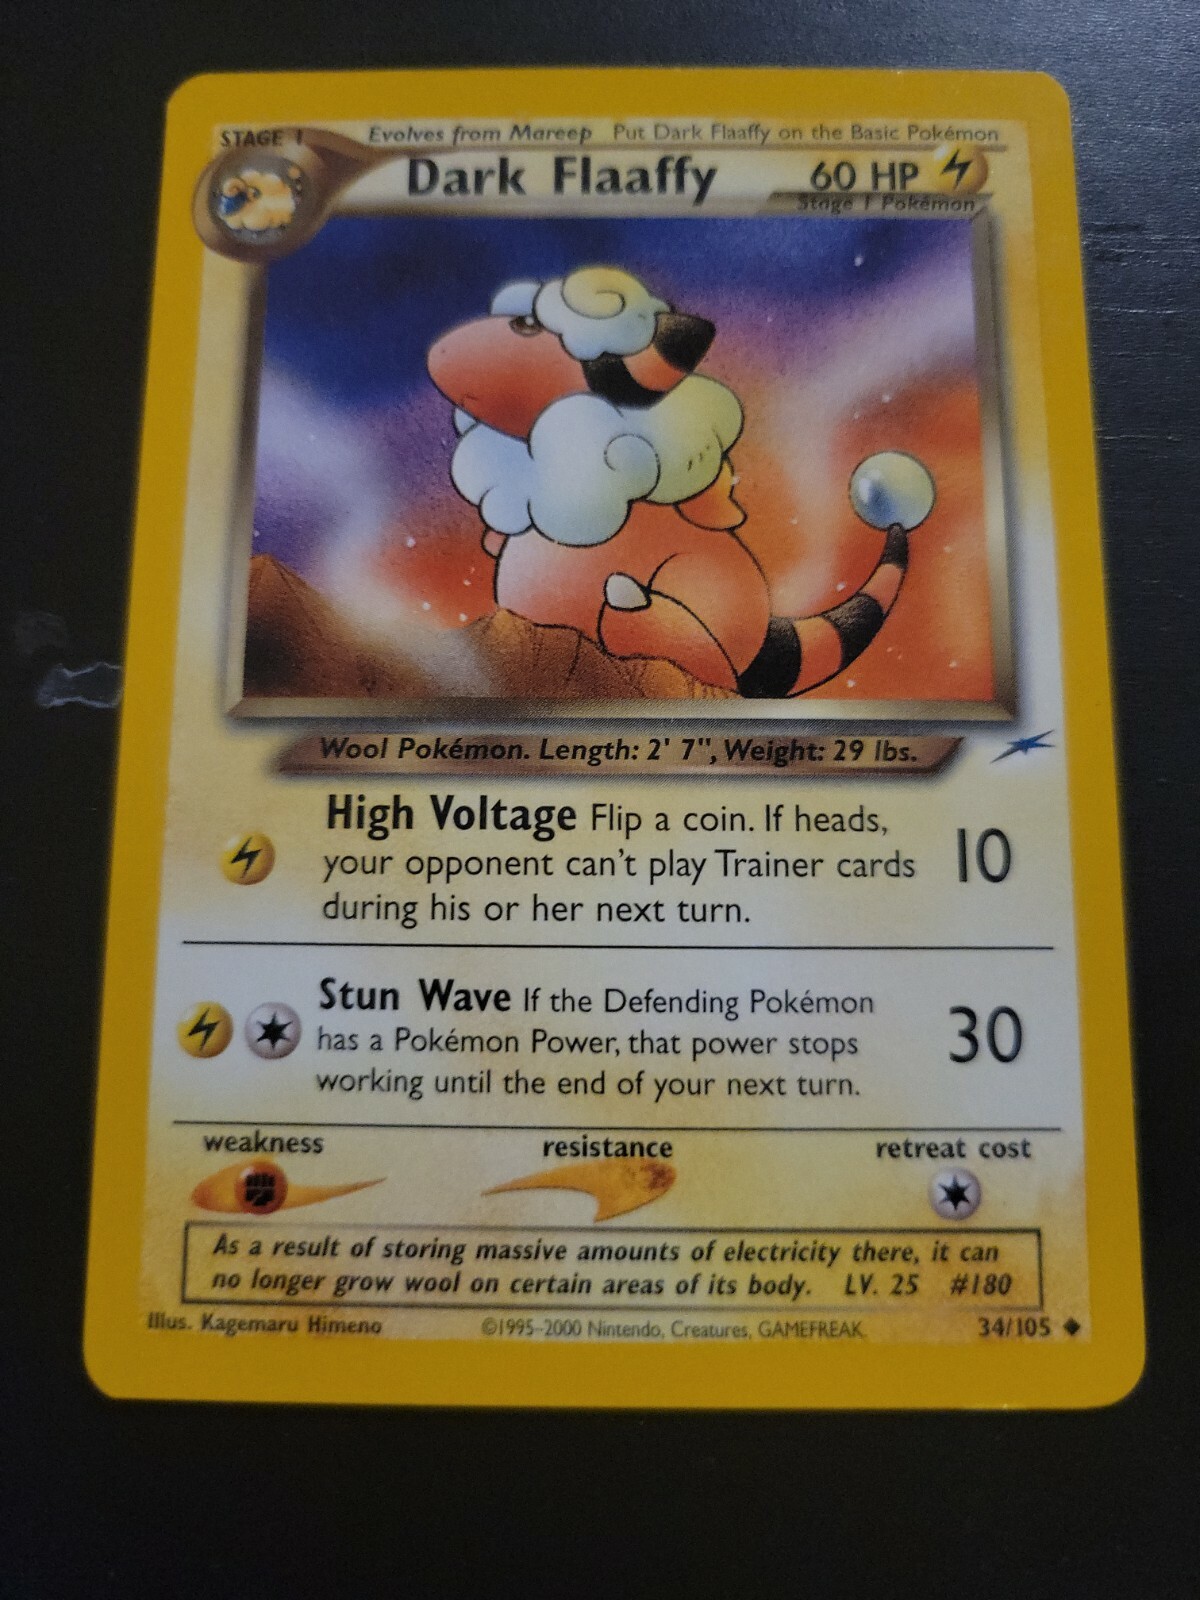 STAGE 1
Evolves from Mareep Put Dark Flaaffy on the Basic Pokémon
Dark Flaaffy
60 HP
Stage 1 Pokémon
Wool Pokémon. Length: 2' 7", Weight: 29 lbs.
High Voltage Flip a coin. If heads,
your opponent can't play Trainer cards
during his or her next turn.
10
Stun Wave If the Defending Pokémon
has a Pokémon Power, that power stops
working until the end of your next turn.
30
weakness
resistance
retreat cost
As a result of storing massive amounts of electricity there, it can
no longer grow wool on certain areas of its body. LV. 25 #180
Illus. Kagemaru Himeno
©1995-2000 Nintendo, Creatures, GAMEFREAK.
34/105